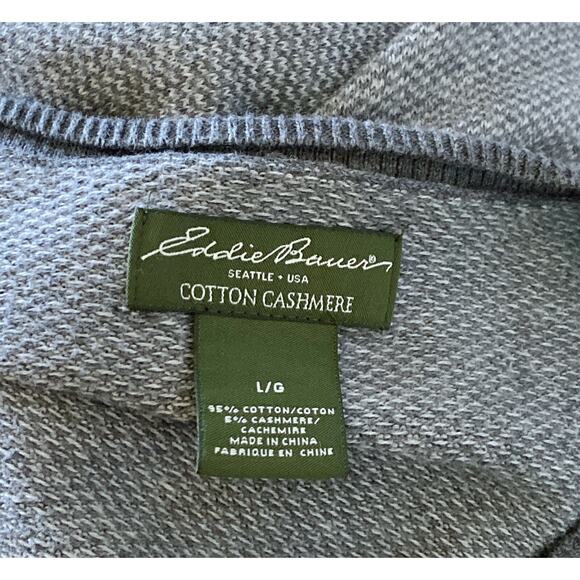 Eddie Bauer®
SEATTLE • USA
COTTON CASHMERE
L/G
95% COTTON/COTON
5% CASHMERE/
CACHEMIRE
MADE IN CHINA
FABRIQUE EN CHINE